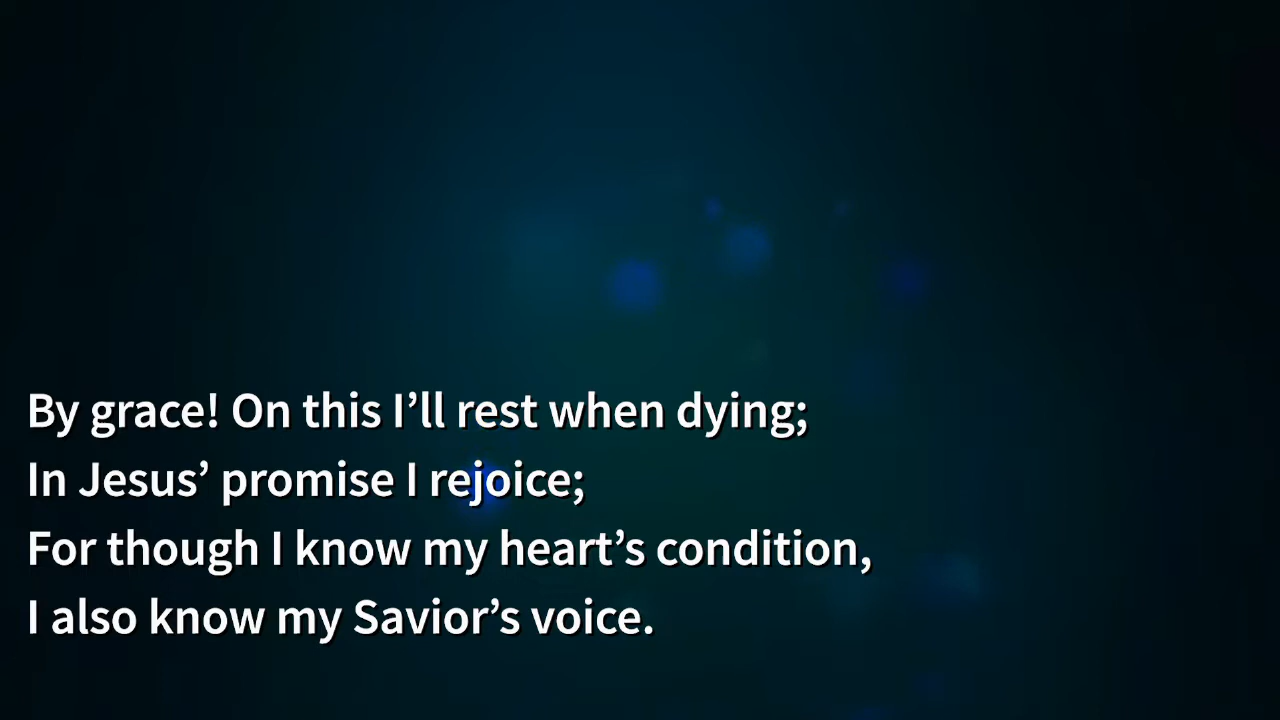 By grace! On this I’ll rest when dying;
In Jesus’ promise I rejoice;
For though I know my heart’s condition,
I also know my Savior’s voice.